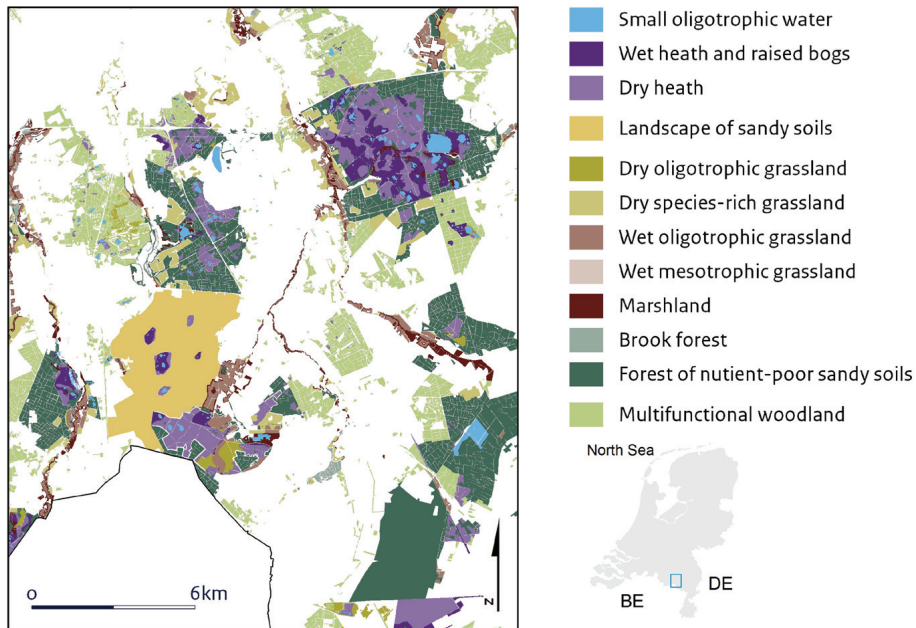 Small oligotrophic water
Wet heath and raised bogs
Dry heath
Landscape of sandy soils
Dry oligotrophic grassland
Dry species-rich grassland
Wet oligotrophic grassland
Wet mesotrophic grassland
Marshland
Brook forest
Forest of nutrient-poor sandy soils
Multifunctional woodland
North Sea
BE
DE
0 6km
N